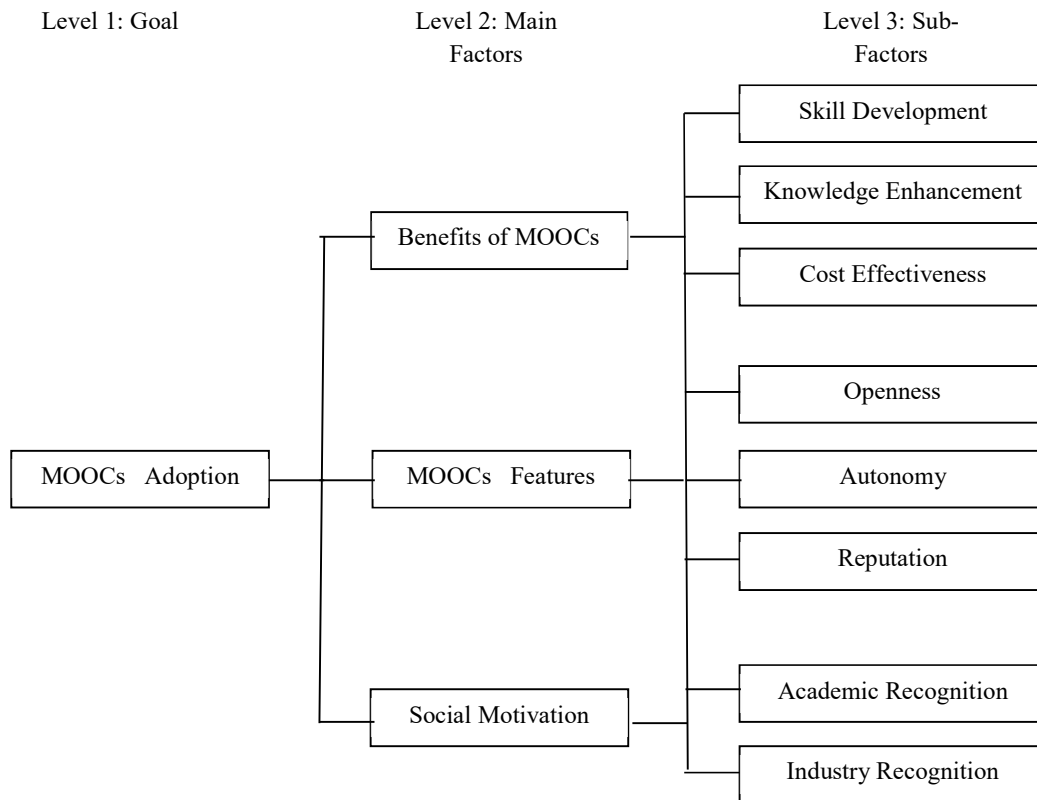 Level 1: Goal
Level 2: Main
Factors
Level 3: Sub-
Factors
Skill Development
Knowledge Enhancement
Benefits of MOOCs
Cost Effectiveness
Openness
MOOCs Adoption
MOOCs Features
Autonomy
Reputation
Academic Recognition
Social Motivation
Industry Recognition